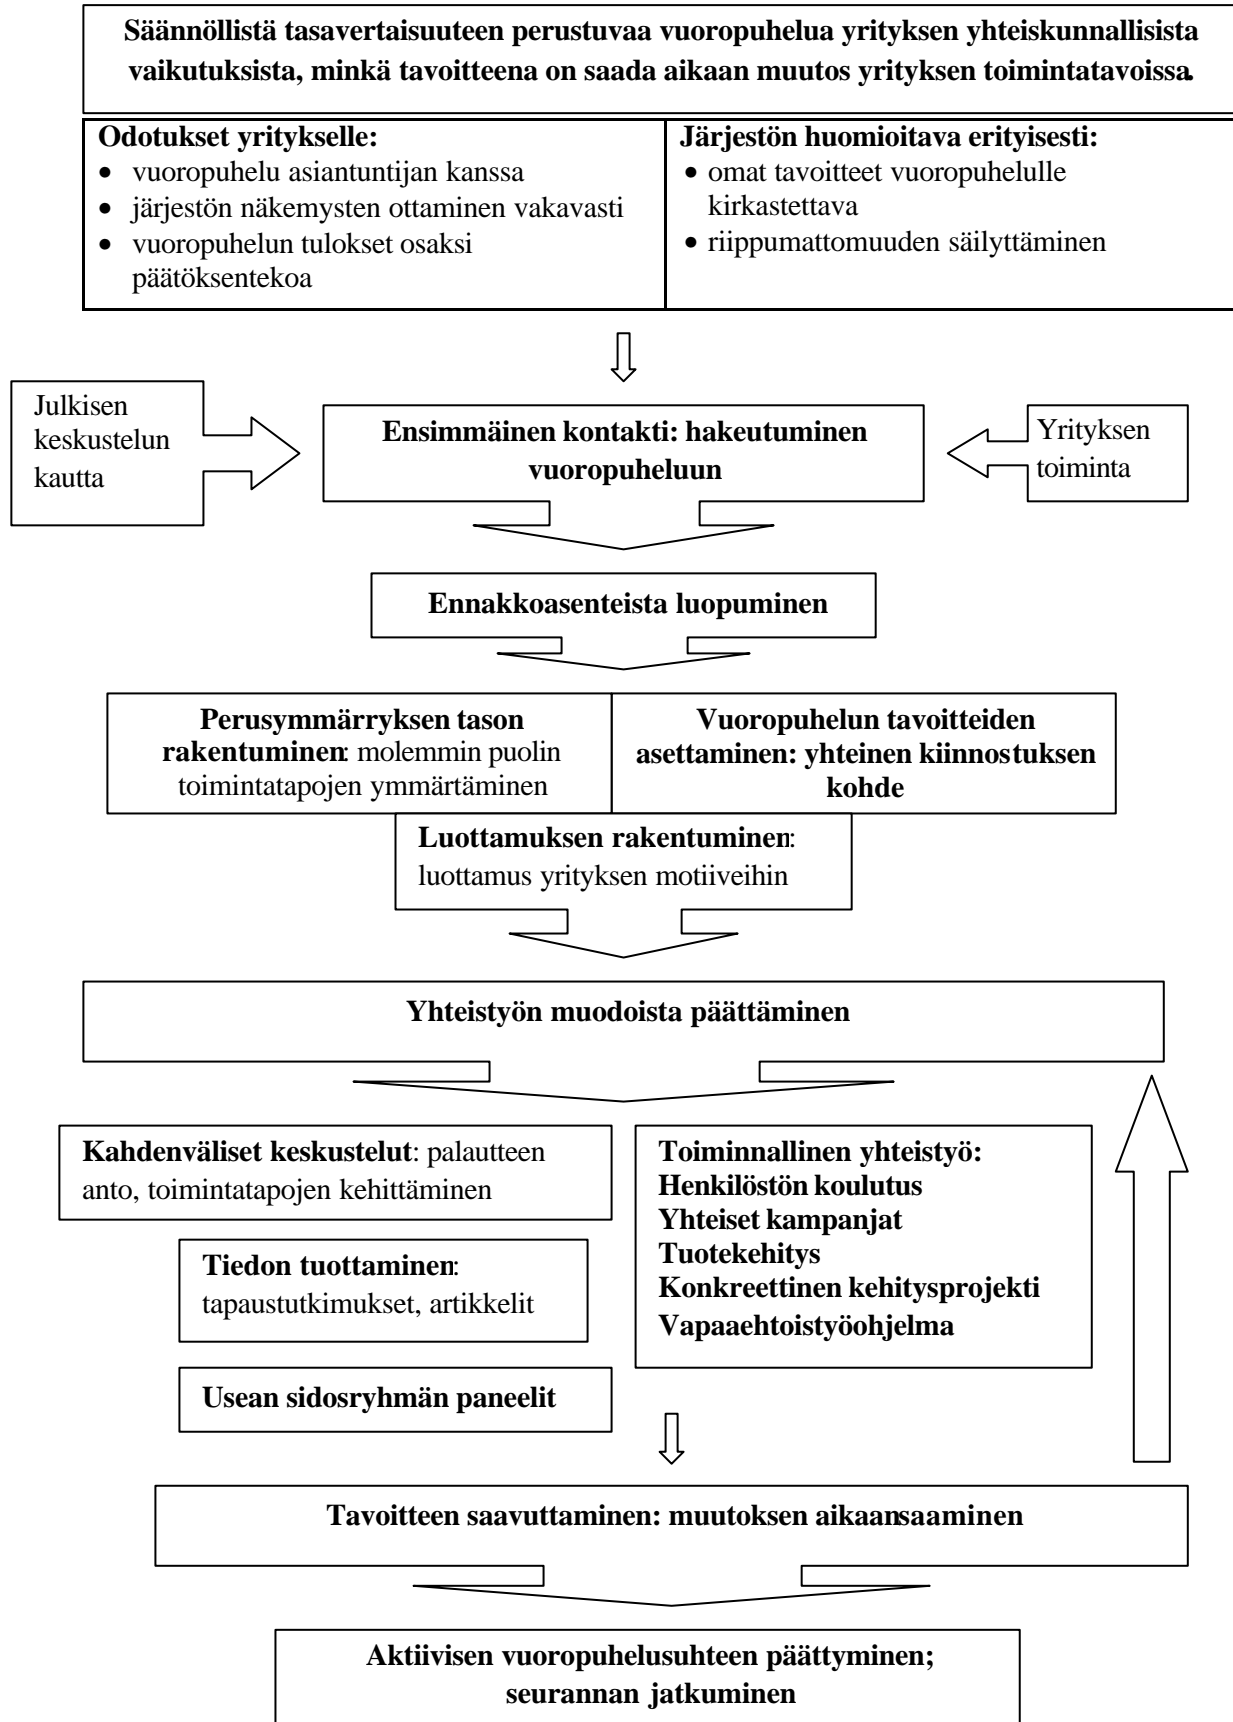 Säännöllistä tasavertaisuuteen perustuvaa vuoropuhelua yrityksen yhteiskunnallisista
vaikutuksista, minkä tavoitteena on saada aikaan muutos yrityksen toimintatavoissa.
Odotukset yritykselle:
• vuoropuhelu asiantuntijan kanssa
• järjestön näkemysten ottaminen vakavasti
• vuoropuhelun tulokset osaksi
päätöksentekoa
Järjestön huomioitava erityisesti:
• omat tavoitteet vuoropuhelulle
kirkastettava
• riippumattomuuden säilyttäminen
Julkisen
keskustelun
kautta
Ensimmäinen kontakti: hakeutuminen
vuoropuheluun
Yrityksen
toiminta
Ennakkoasenteista luopuminen
Perusymmärryksen tason
rakentuminen: molemmin puolin
toimintatapojen ymmärtäminen
Vuoropuhelun tavoitteiden
asettaminen: yhteinen kiinnostuksen
kohde
Luottamuksen rakentuminen:
luottamus yrityksen motiiveihin
Yhteistyön muodoista päättäminen
Kahdenväliset keskustelut: palautteen
anto, toimintatapojen kehittäminen
Tiedon tuottaminen:
tapaustutkimukset, artikkelit
Usean sidosryhmän paneelit
Toiminnallinen yhteistyö:
Henkilöstön koulutus
Yhteiset kampanjat
Tuotekehitys
Konkreettinen kehitysprojekti
Vapaaehtoistyöohjelma
Tavoitteen saavuttaminen: muutoksen aikaansaaminen
Aktiivisen vuoropuhelusuhteen päättyminen;
seurannan jatkuminen